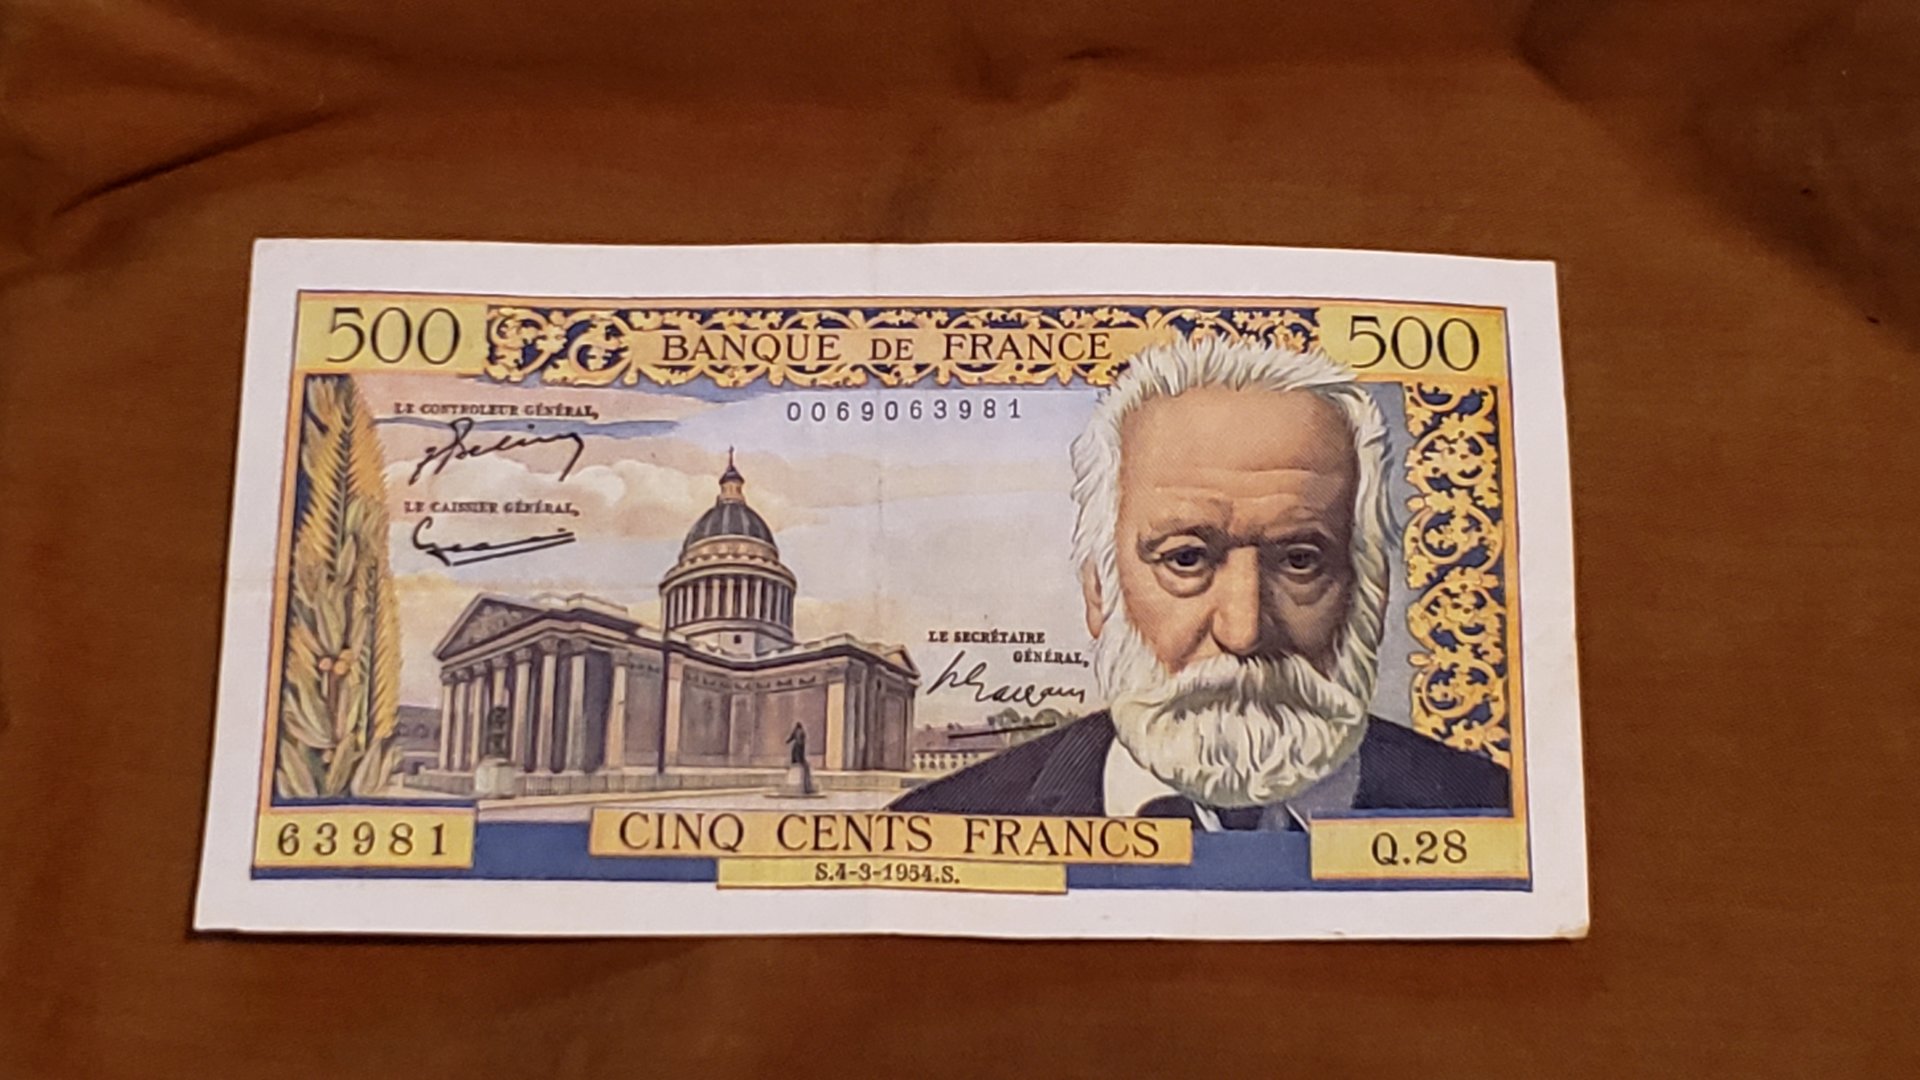 500
BANQUE DE FRANCE
500
LE CONTROLEUR GÉNÉRAL,
0069063981
LE CAISSIER GÉNÉRAL,
LE SECRÉTAIRE
GÉNÉRAL,
63981
CINQ CENTS FRANCS
Q.28
S.4-3-1954.S.